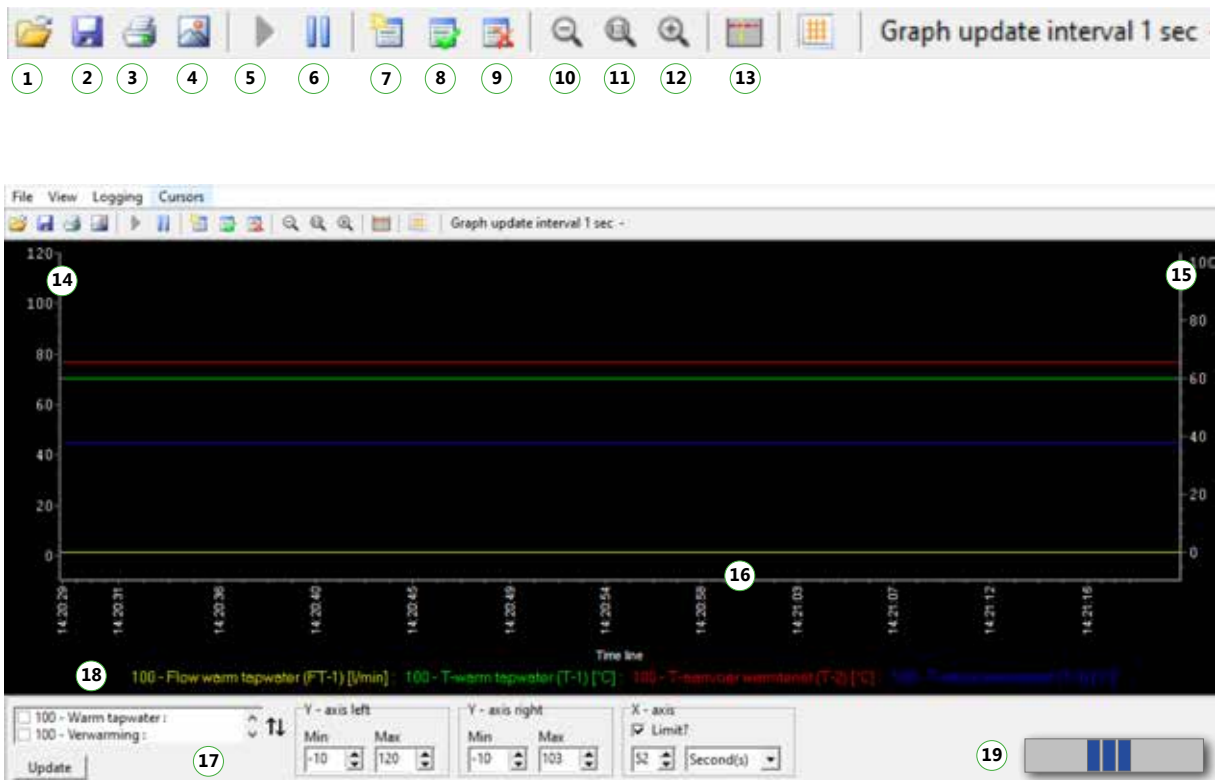 Graph update interval 1 sec
1 2 3 4 5 6 7 8 9 10 11 12 13
File View Logging Cursors
Graph update interval 1 sec -
120
14
100
80
60
40
20
0
15
100
80
60
40
20
0
16
14:20:29 14:20:31 14:20:36 14:20:40 14:20:45 14:20:49 14:20:54 14:20:58 14:21:03 14:21:07 14:21:12 14:21:16
Time line
18
100 - Flow warm tapwater (FT-1) [l/min] : 100 - T-warm tapwater (T-1) [°C] : 100 - (T-2) [°C] 100 -
100 - Warm tapwater :
100 - Verwarming :
Update
17
Y - axis left
Min Max
-10 120
Y - axis right
Min Max
-10 103
X - axis
Limit?
52 Second(s)
19